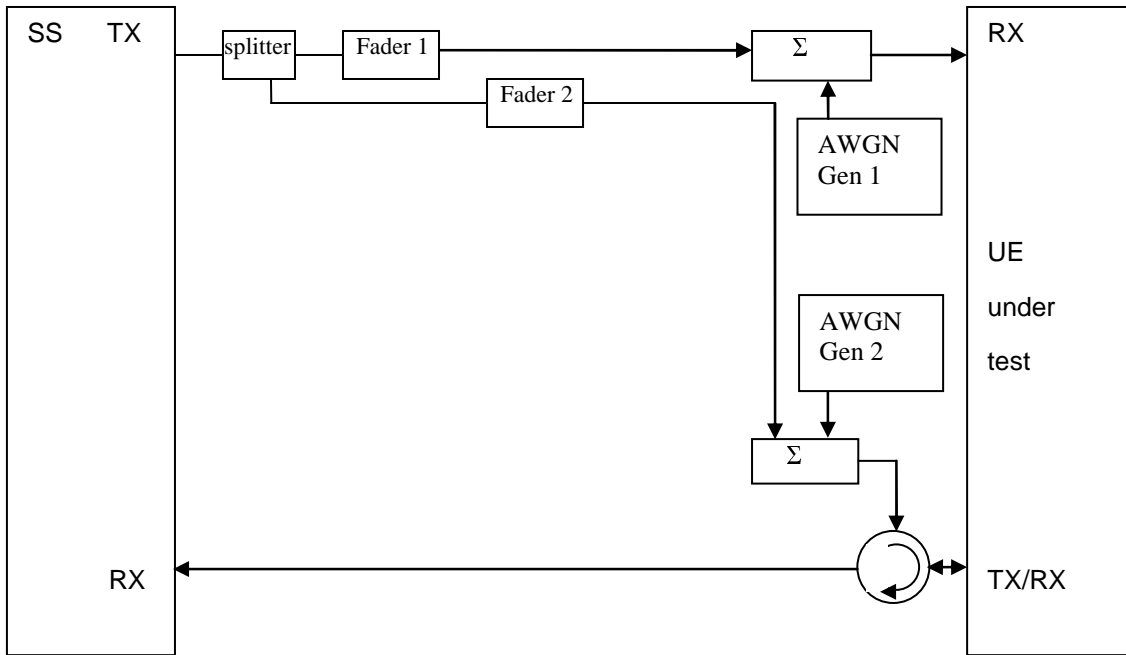 SS TX
splitter
Fader 1
Σ
RX
Fader 2
AWGN
Gen 1
UE
under
test
AWGN
Gen 2
Σ
RX
TX/RX